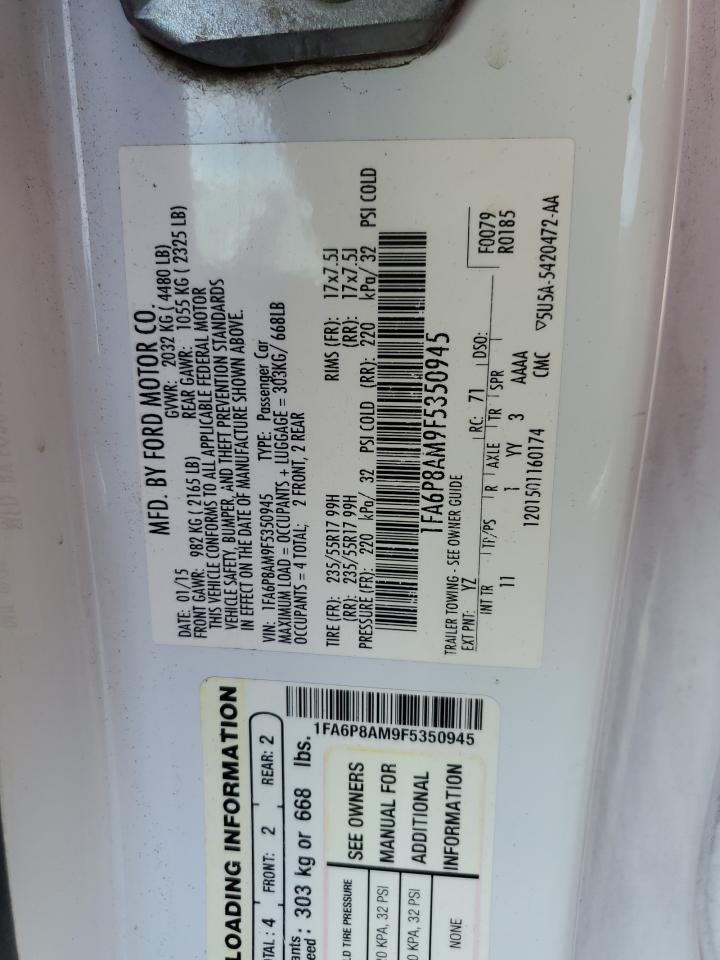 MFD. BY FORD MOTOR CO.
DATE: 01/15 GVWR: 2032 KG ( 4480 LB)
FRONT GAWR: 982 KG ( 2165 LB) REAR GAWR: 1055 KG ( 2325 LB)
THIS VEHICLE CONFORMS TO ALL APPLICABLE FEDERAL MOTOR
VEHICLE SAFETY, BUMPER, AND THEFT PREVENTION STANDARDS
IN EFFECT ON THE DATE OF MANUFACTURE SHOWN ABOVE.
VIN: 1FA6P8AM9F5350945 TYPE: Passenger Car
MAXIMUM LOAD = OCCUPANTS + LUGGAGE = 303KG/ 668LB
OCCUPANTS = 4 TOTAL; 2 FRONT, 2 REAR
TIRE (FR): 235/55R17 99H RIMS (FR): 17x7.5J
(RR): 235/55R17 99H (RR): 17x7.5J
PRESSURE (FR): 220 kPa/ 32 PSI COLD (RR): 220 kPa/ 32 PSI COLD
1FA6P8AM9F5350945
TRAILER TOWING - SEE OWNER GUIDE
EXT PNT: YZ RC: 71 DSO: F0079
R0185
INT TR TP/PS R AXLE TR SPR
11 1 YY 3 AAAA
1201501160174 CMC ▽5U5A-5420472-AA
LOADING INFORMATION
TAL: 4 FRONT: 2 REAR: 2
ants
eed: 303 kg or 668 lbs.
1FA6P8AM9F5350945
LD TIRE PRESSURE SEE OWNERS
20 KPA, 32 PSI MANUAL FOR
0 KPA, 32 PSI ADDITIONAL
NONE INFORMATION